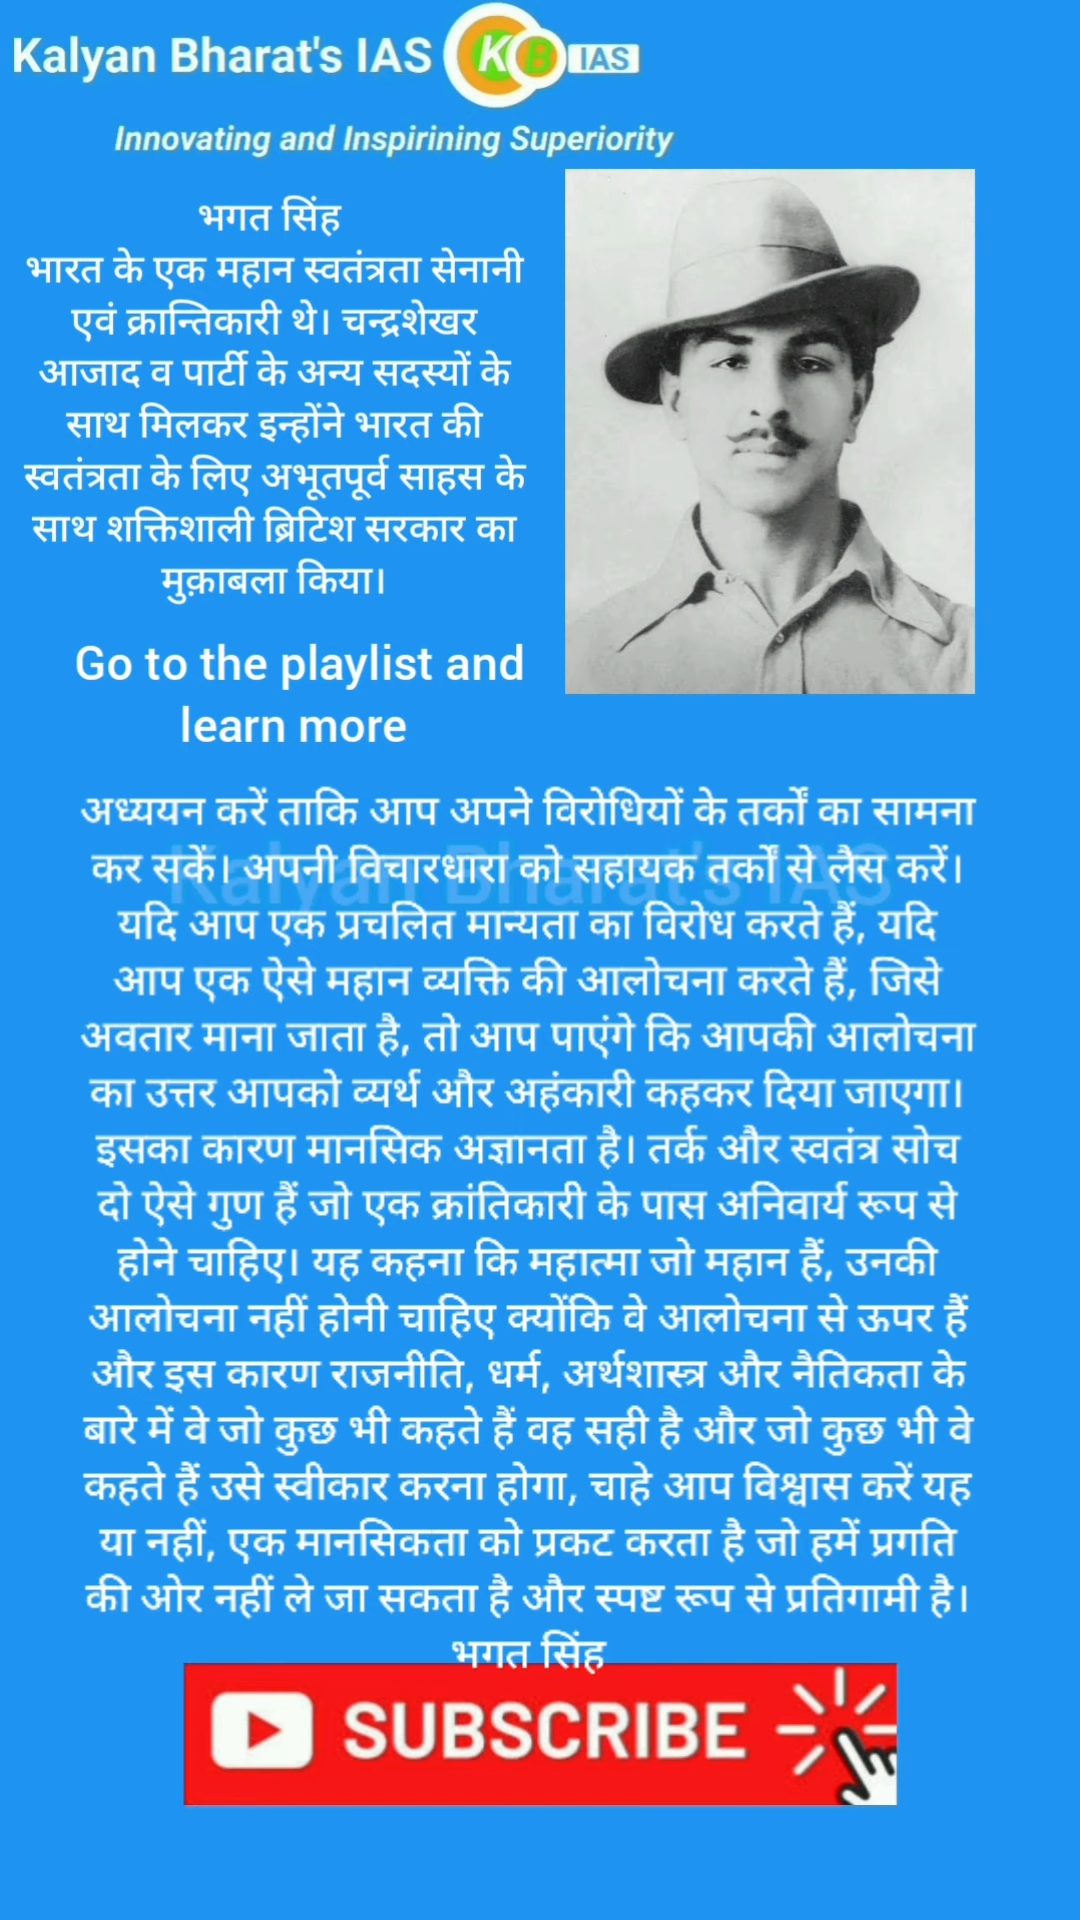 Kalyan Bharat's IAS KB IAS
Innovating and Inspirining Superiority
भगत सिंह
भारत के एक महान स्वतंत्रता सेनानी
एवं क्रान्तिकारी थे। चन्द्रशेखर
आजाद व पार्टी के अन्य सदस्यों के
साथ मिलकर इन्होंने भारत की
स्वतंत्रता के लिए अभूतपूर्व साहस के
साथ शक्तिशाली ब्रिटिश सरकार का
मुक़ाबला किया।
Go to the playlist and
learn more
अध्ययन करें ताकि आप अपने विरोधियों के तर्कों का सामना
Kalyan Bharat's IAS
कर सकें। अपनी विचारधारा को सहायक तर्कों से लैस करें।
यदि आप एक प्रचलित मान्यता का विरोध करते हैं, यदि
आप एक ऐसे महान व्यक्ति की आलोचना करते हैं, जिसे
अवतार माना जाता है, तो आप पाएंगे कि आपकी आलोचना
का उत्तर आपको व्यर्थ और अहंकारी कहकर दिया जाएगा।
इसका कारण मानसिक अज्ञानता है। तर्क और स्वतंत्र सोच
दो ऐसे गुण हैं जो एक क्रांतिकारी के पास अनिवार्य रूप से
होने चाहिए। यह कहना कि महात्मा जो महान हैं, उनकी
आलोचना नहीं होनी चाहिए क्योंकि वे आलोचना से ऊपर हैं
और इस कारण राजनीति, धर्म, अर्थशास्त्र और नैतिकता के
बारे में वे जो कुछ भी कहते हैं वह सही है और जो कुछ भी वे
कहते हैं उसे स्वीकार करना होगा, चाहे आप विश्वास करें यह
या नहीं, एक मानसिकता को प्रकट करता है जो हमें प्रगति
की ओर नहीं ले जा सकता है और स्पष्ट रूप से प्रतिगामी है।
भगत सिंह
SUBSCRIBE